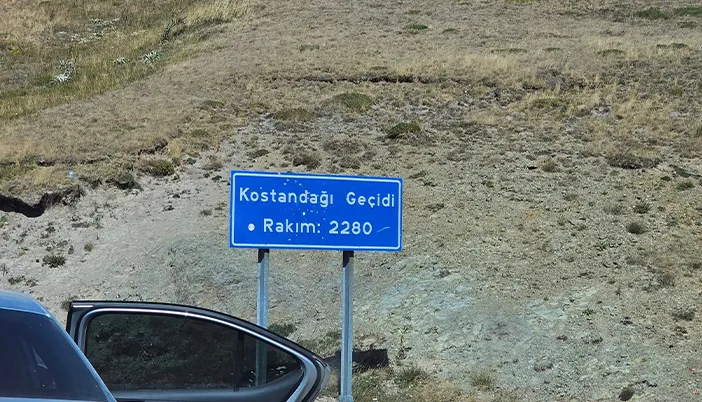 Kostandağı Geçidi
Rakım: 2280